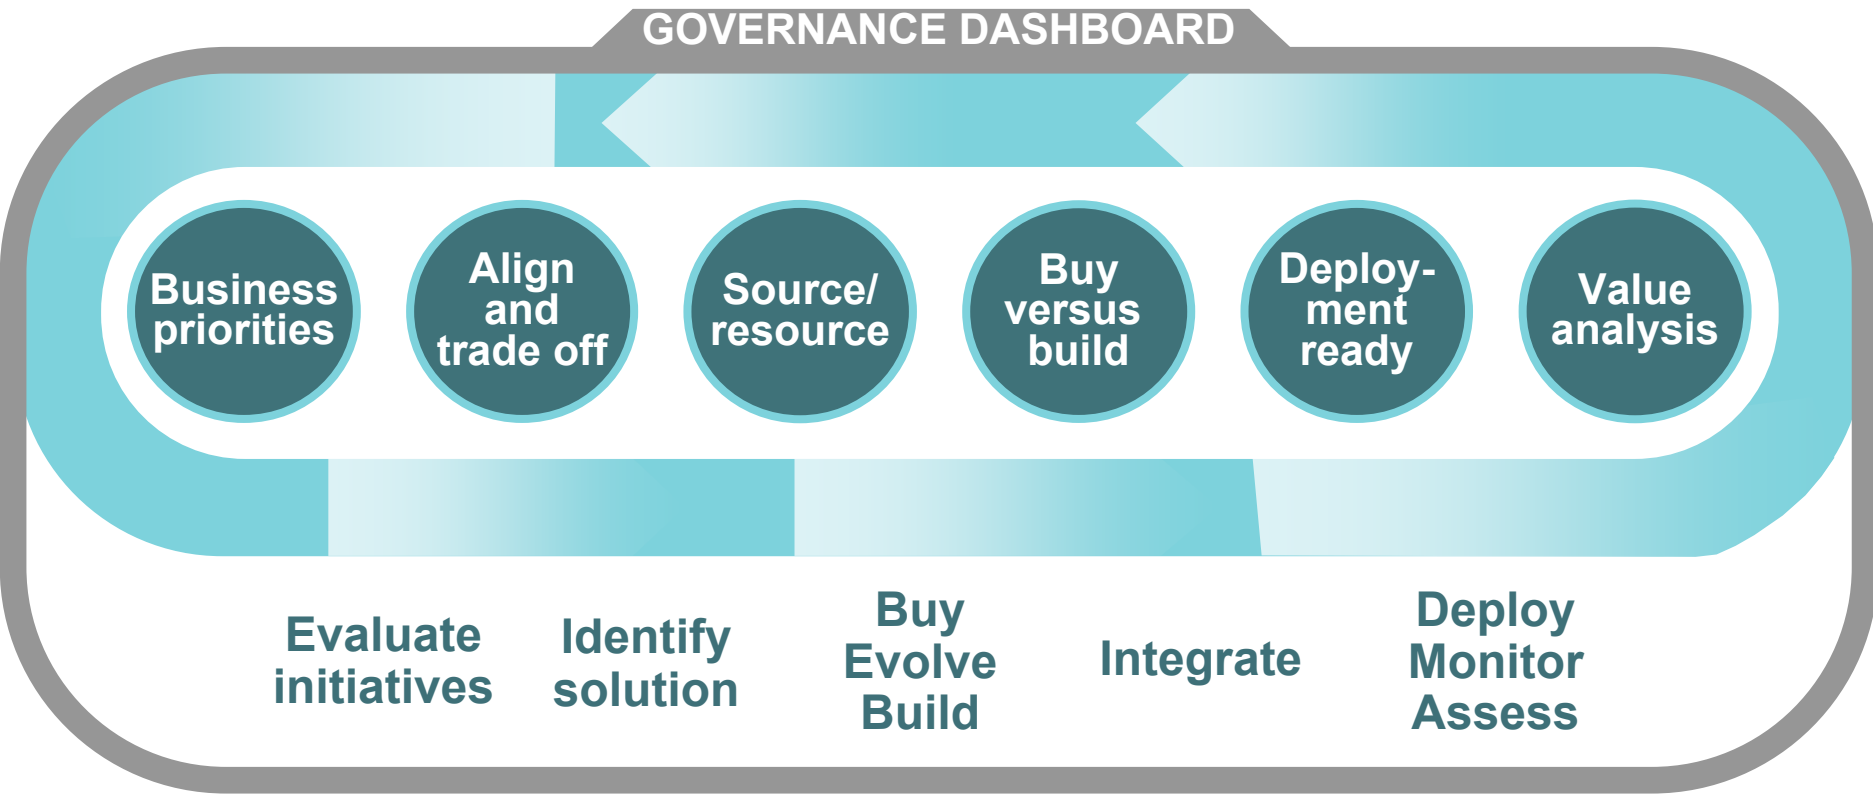 GOVERNANCE DASHBOARD
Business
priorities
Align
and
trade off
Source/
resource
Buy
versus
build
Deploy-
ment
ready
Value
analysis
Evaluate
initiatives
Identify
solution
Buy
Evolve
Build
Integrate
Deploy
Monitor
Assess